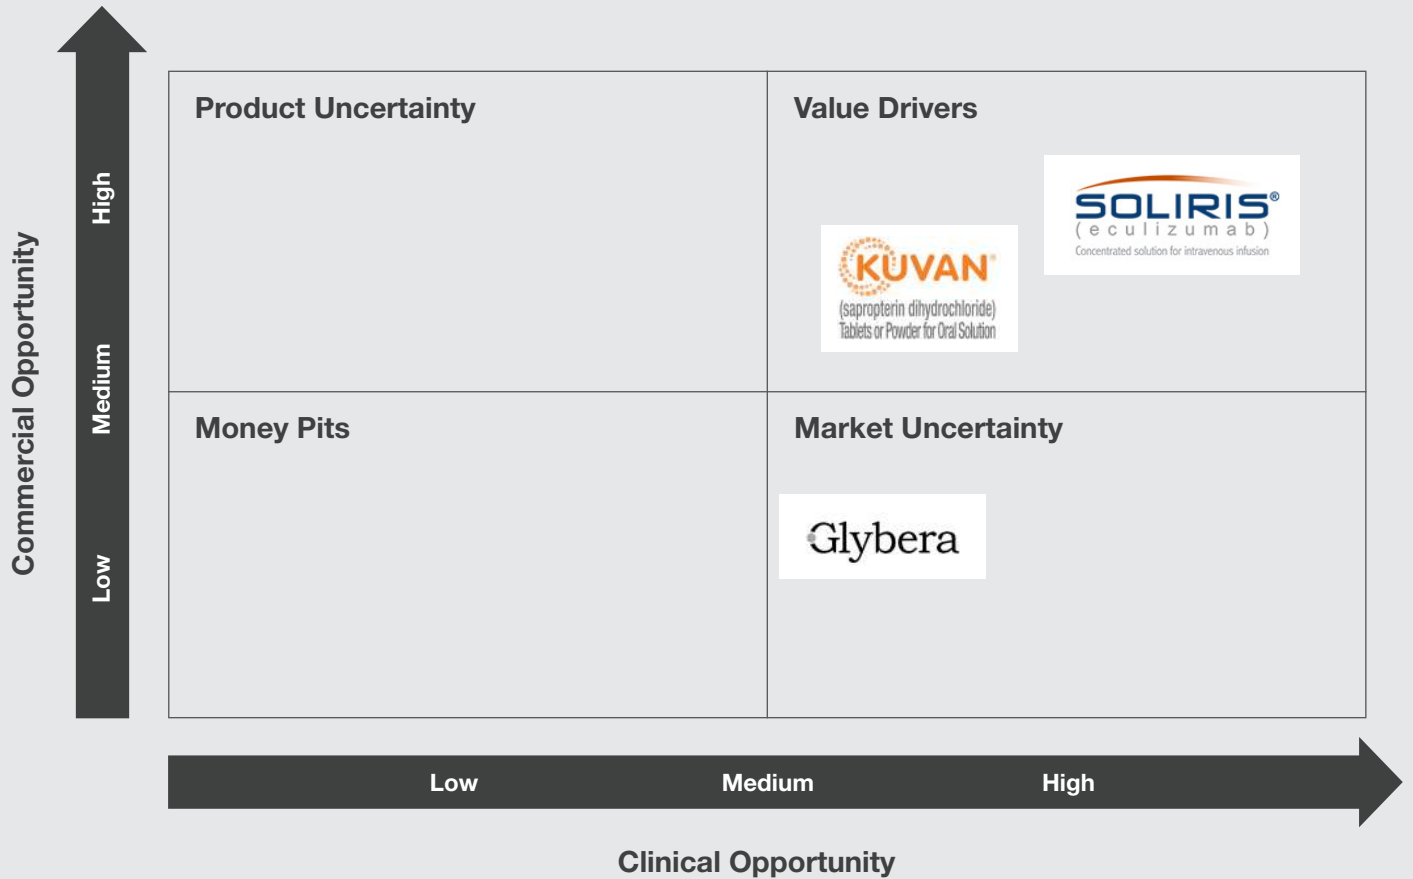 Commercial Opportunity
High
Medium
Low
Product Uncertainty
Value Drivers
SOLIRIS®
(eculizumab)
Concentrated solution for intravenous infusion
KUVAN®
(sapropterin dihydrochloride)
Tablets or Powder for Oral Solution
Money Pits
Market Uncertainty
Glybera
Low
Medium
High
Clinical Opportunity